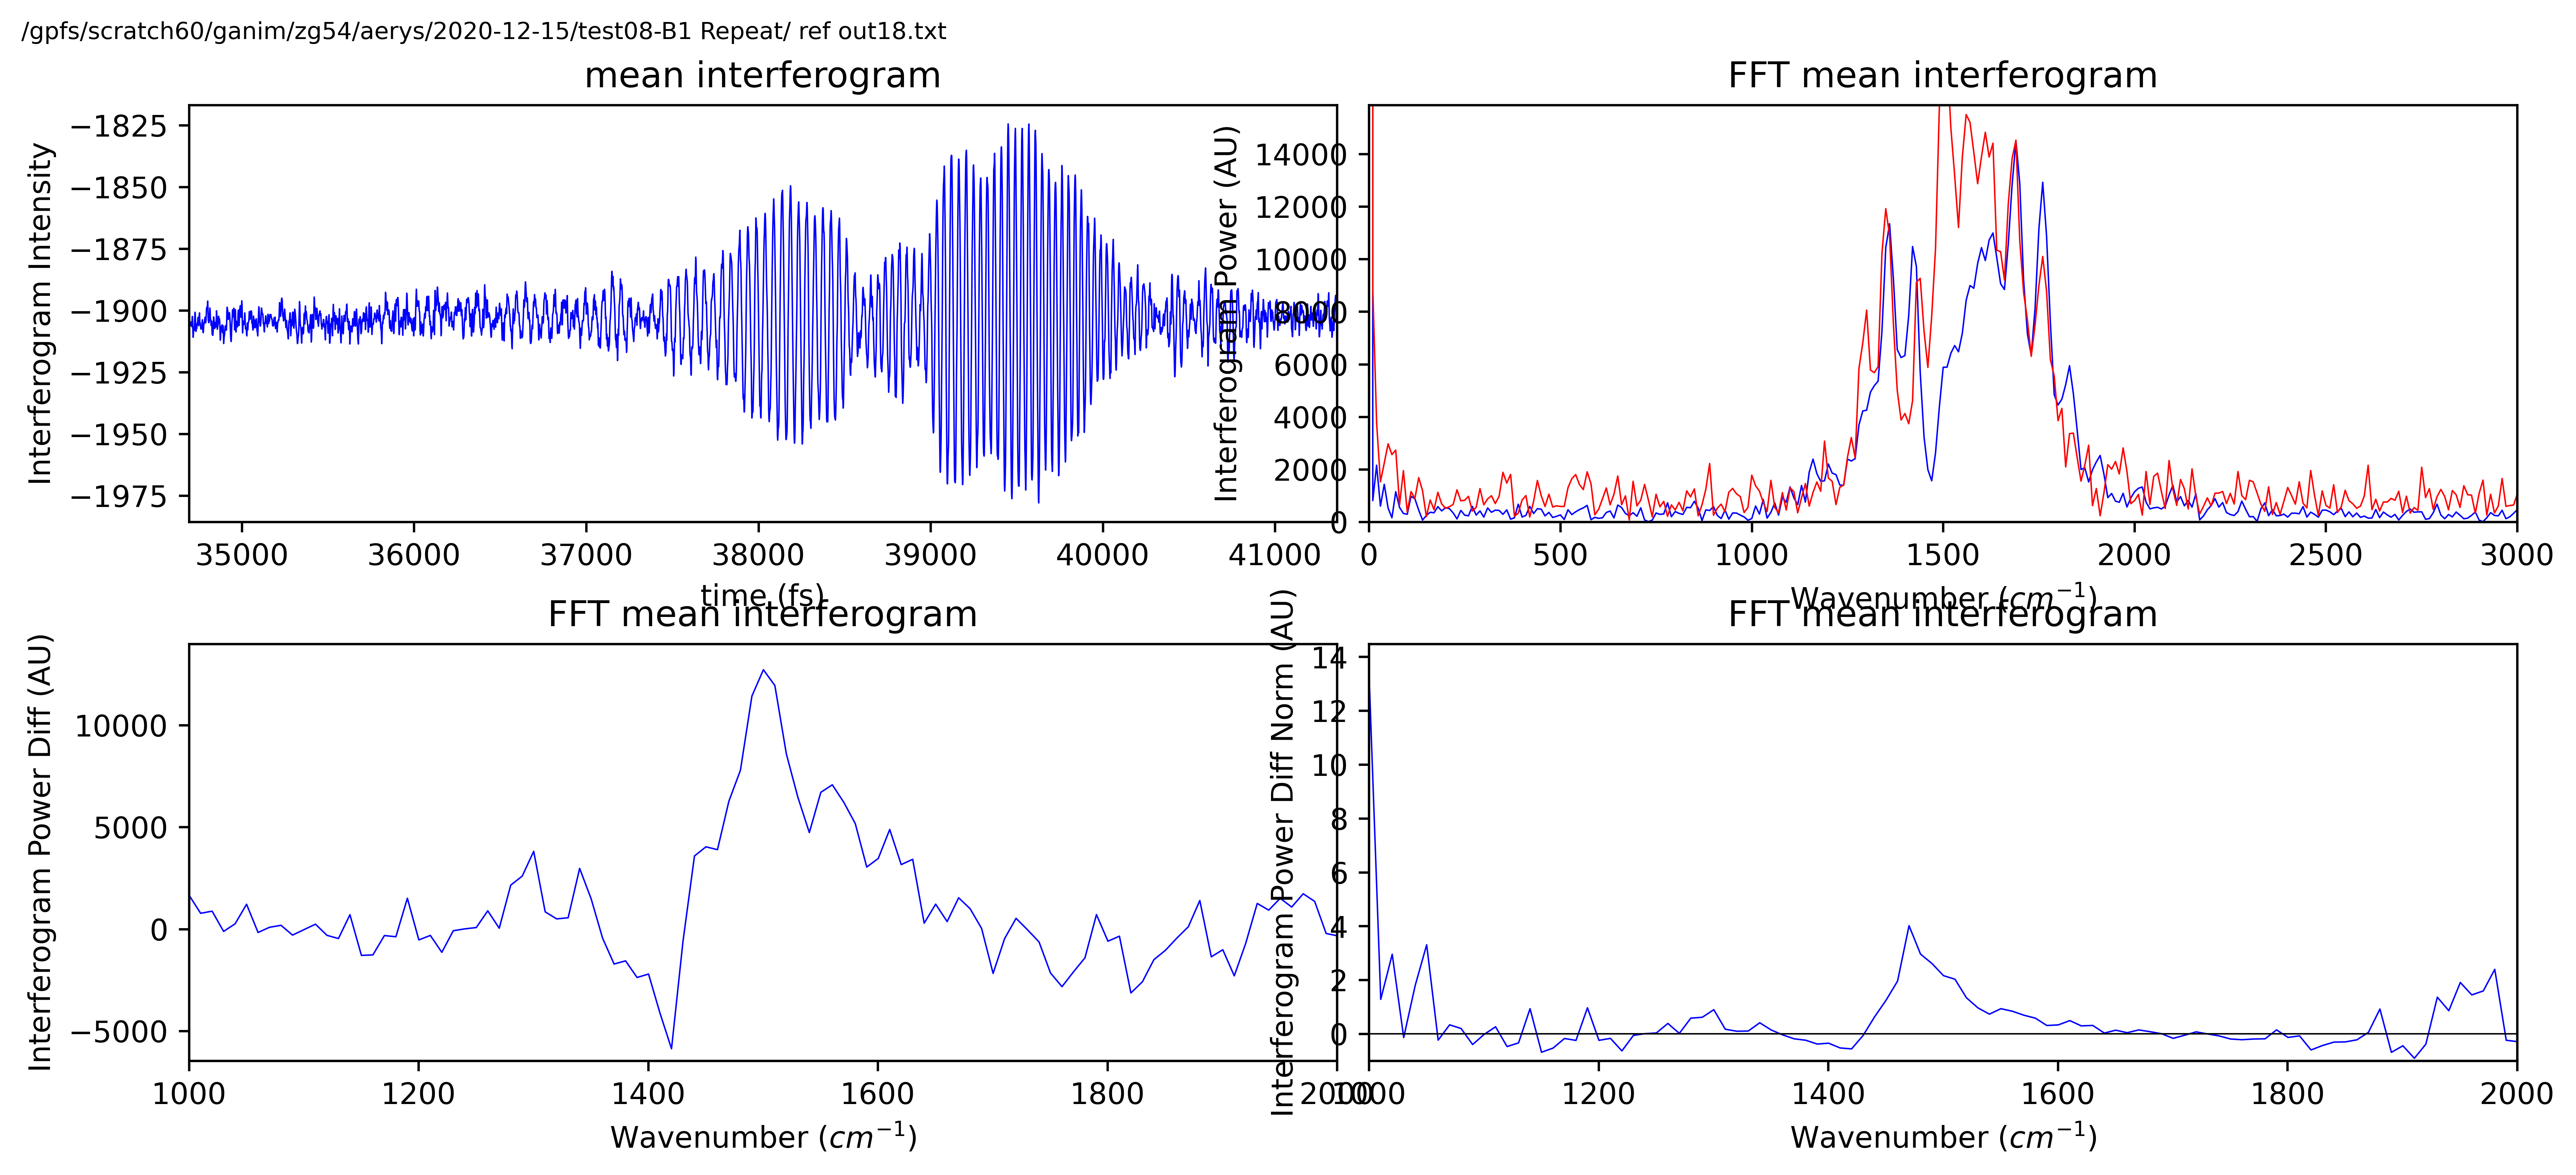 /gpfs/scratch60/ganim/zg54/aerys/2020-12-15/test08-B1 Repeat/ ref out18.txt
mean interferogram
Interferogram Intensity
−1825
−1850
−1875
−1900
−1925
−1950
−1975
35000 36000 37000 38000 39000 40000 41000
time (fs)
FFT mean interferogram
Interferogram Power (AU)
14000
12000
10000
8000
6000
4000
2000
0
0 500 1000 1500 2000 2500 3000
Wavenumber (cm⁻¹)
FFT mean interferogram
Interferogram Power Diff (AU)
10000
5000
0
−5000
1000 1200 1400 1600 1800 2000
Wavenumber (cm⁻¹)
FFT mean interferogram
Interferogram Power Diff Norm (AU)
14
12
10
8
6
4
2
0
1000 1200 1400 1600 1800 2000
Wavenumber (cm⁻¹)